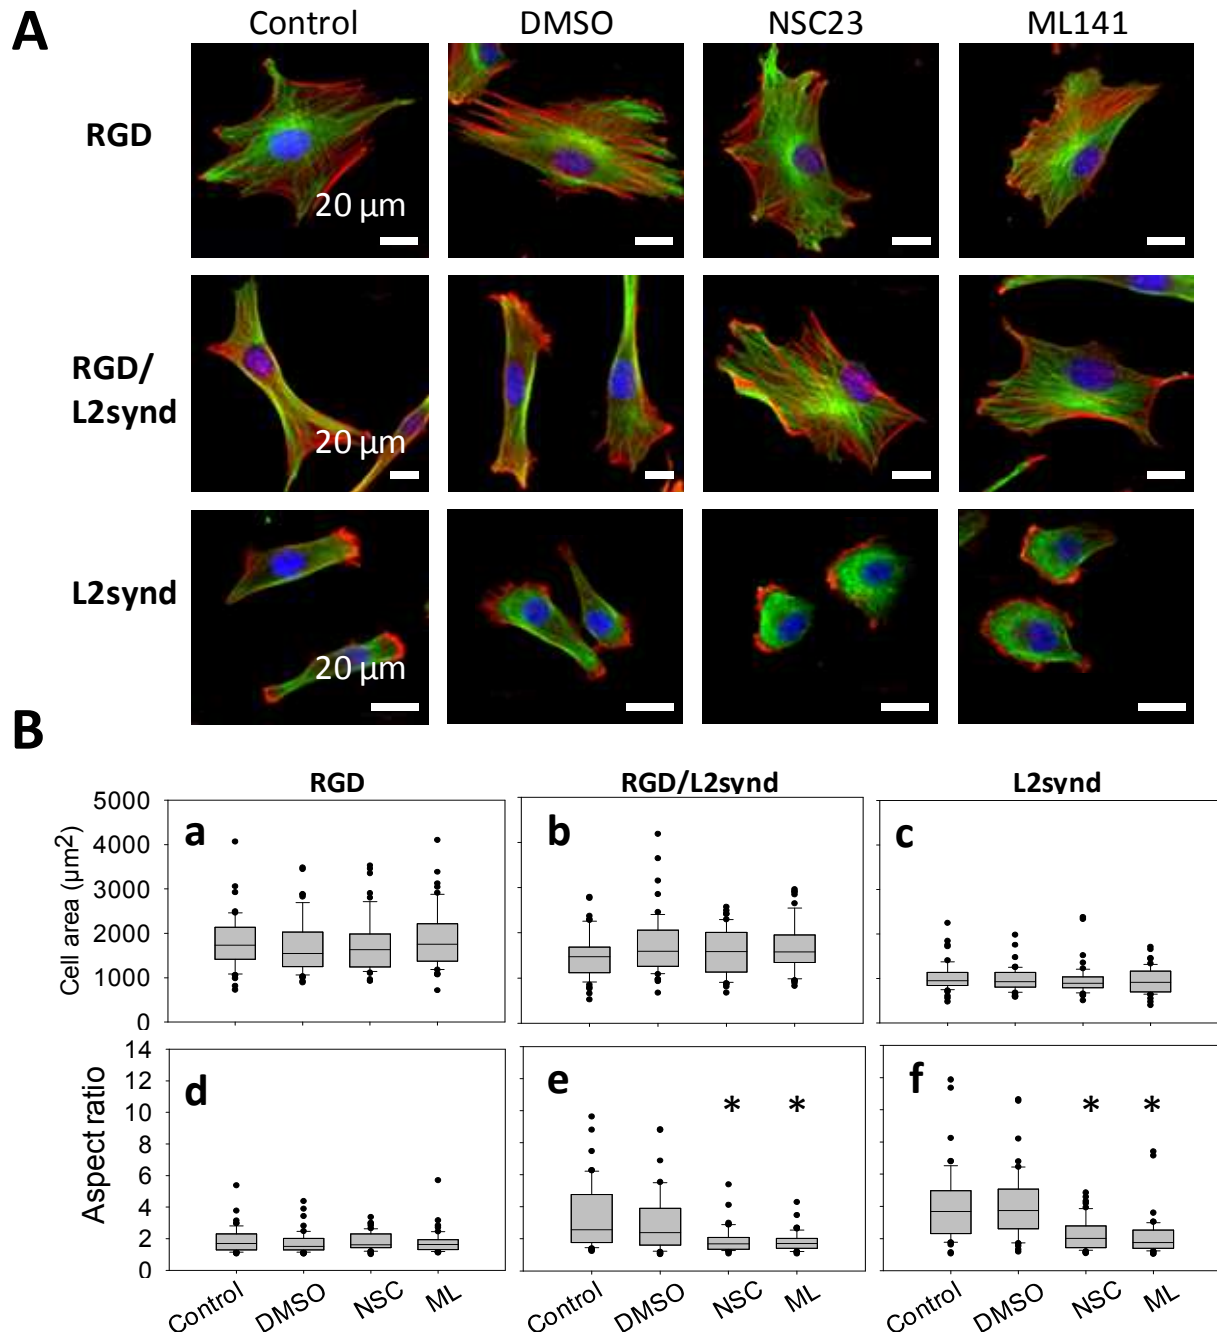 A
Control DMSO NSC23 ML141
RGD
20 µm
RGD/
L2synd
20 µm
L2synd
20 µm
B
RGD RGD/L2synd L2synd
Cell area (µm²)
5000
4000
3000
2000
1000
0
a
b
c
Aspect ratio
14
12
10
8
6
4
2
0
d
e
* *
f
* *
Control DMSO NSC ML Control DMSO NSC ML Control DMSO NSC ML